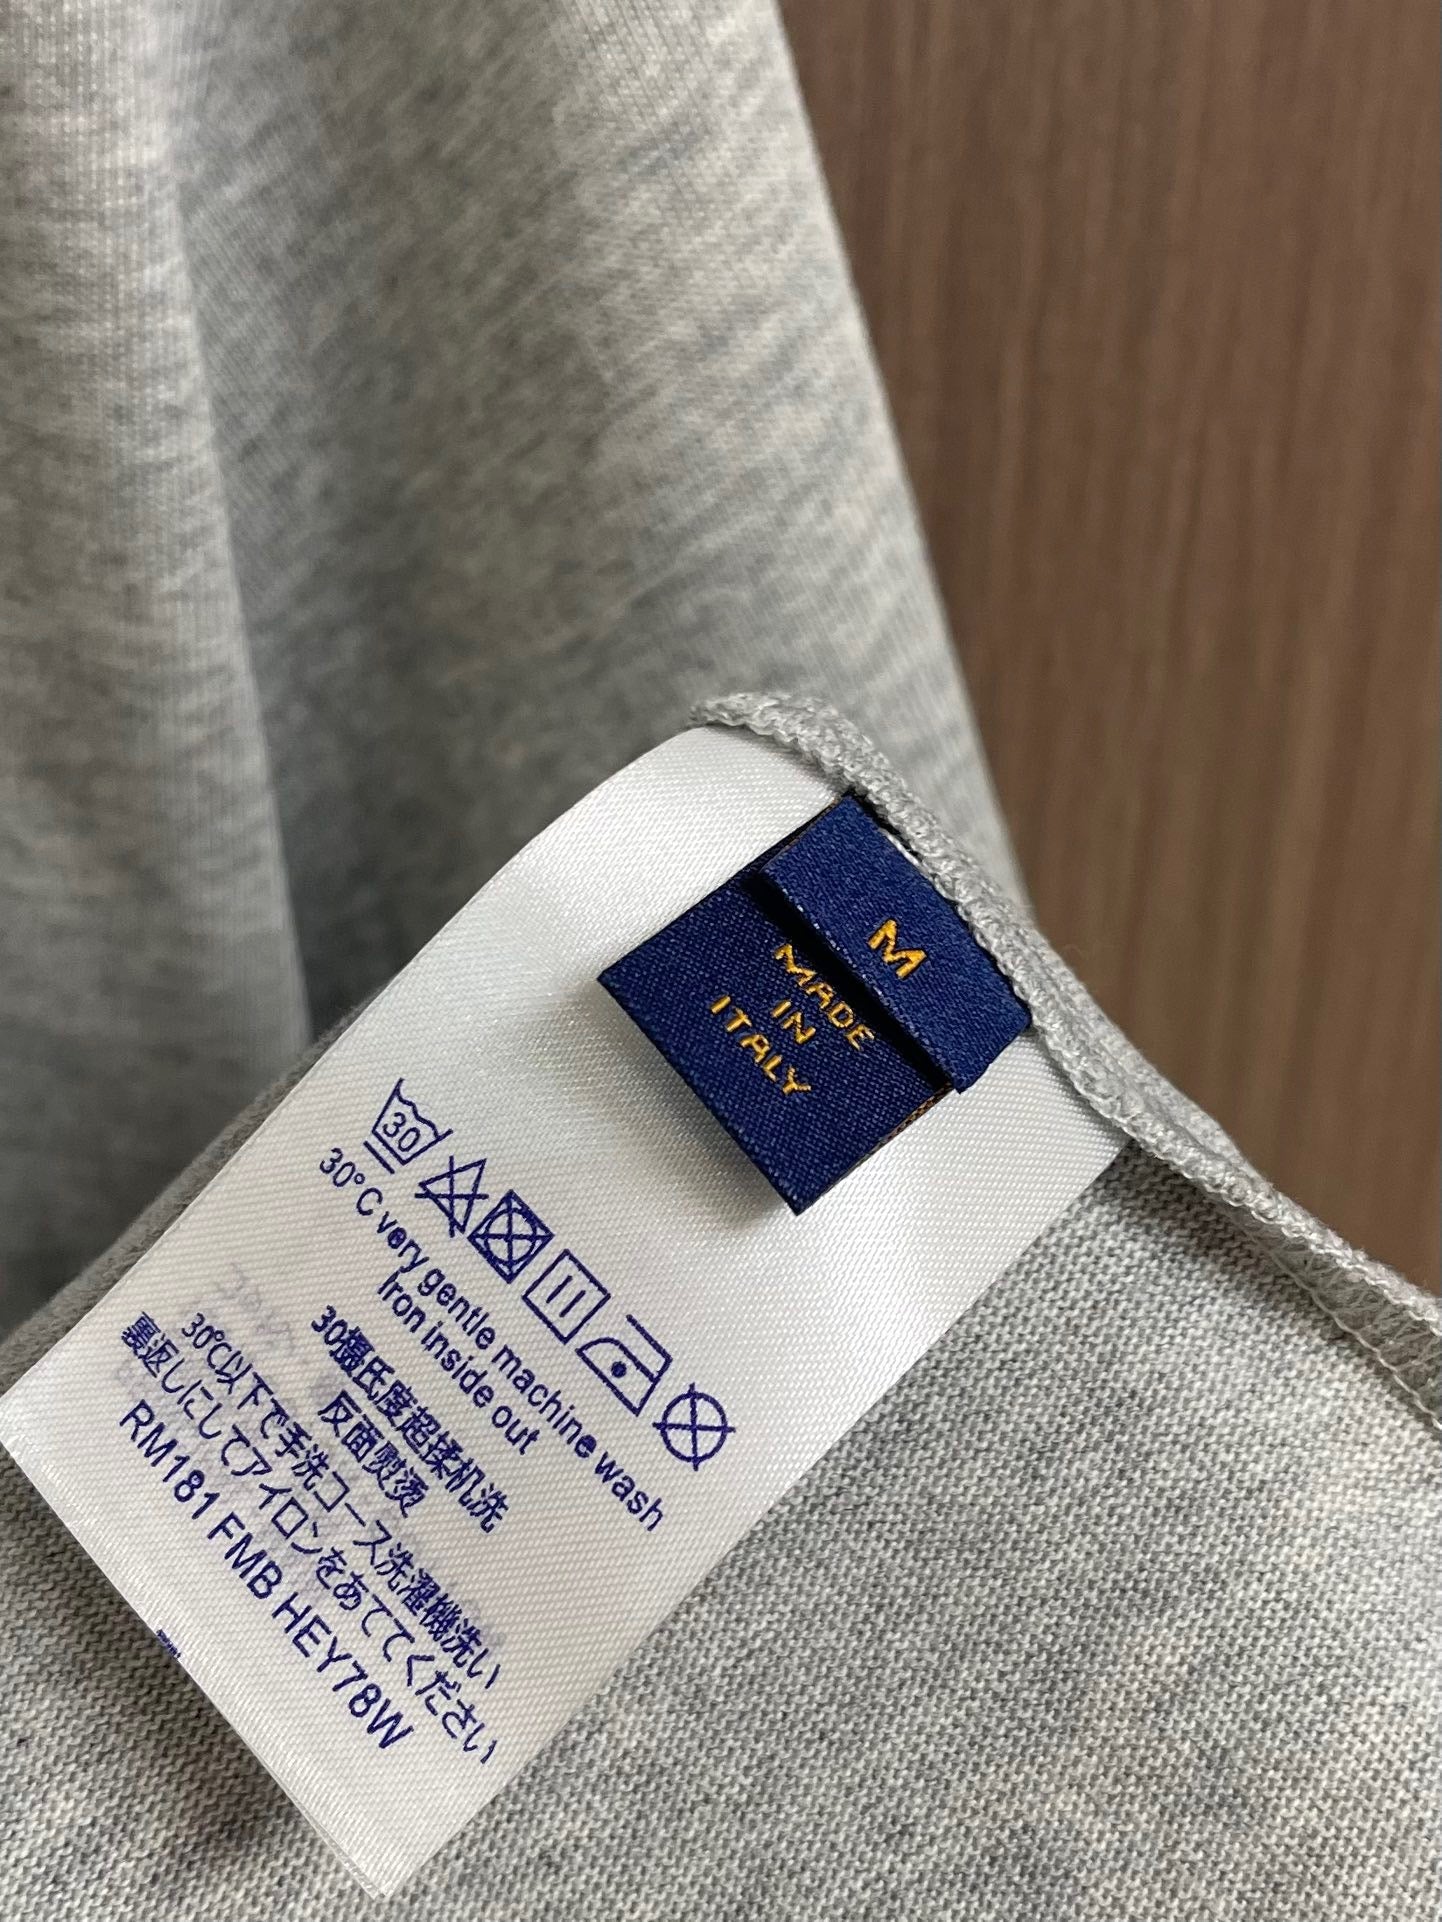 M
MADE
IN
ITALY
30
30°C very gentle machine wash
Iron inside out
30攝氏度超揉机洗
反面熨烫
30℃以下で手洗コース洗濯機洗い
裏返しにしてアイロンをあててください
RM181 FMB HEY78W